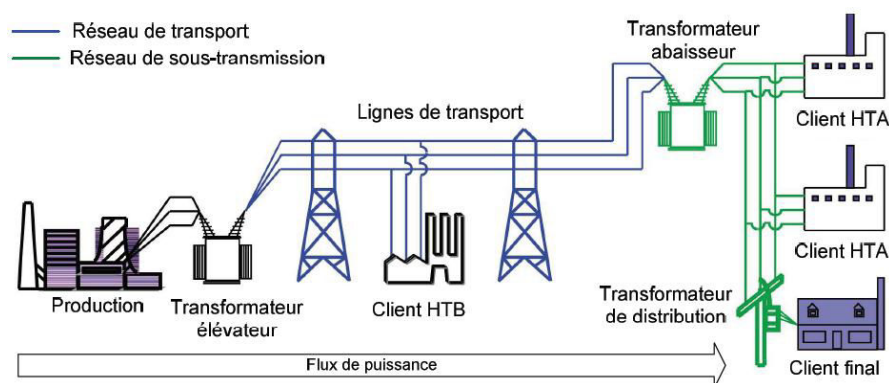 Réseau de transport
Réseau de sous-transmission
Transformateur
abaisseur
Lignes de transport
Client HTA
Client HTA
Production
Transformateur
élévateur
Client HTB
Transformateur
de distribution
Client final
Flux de puissance